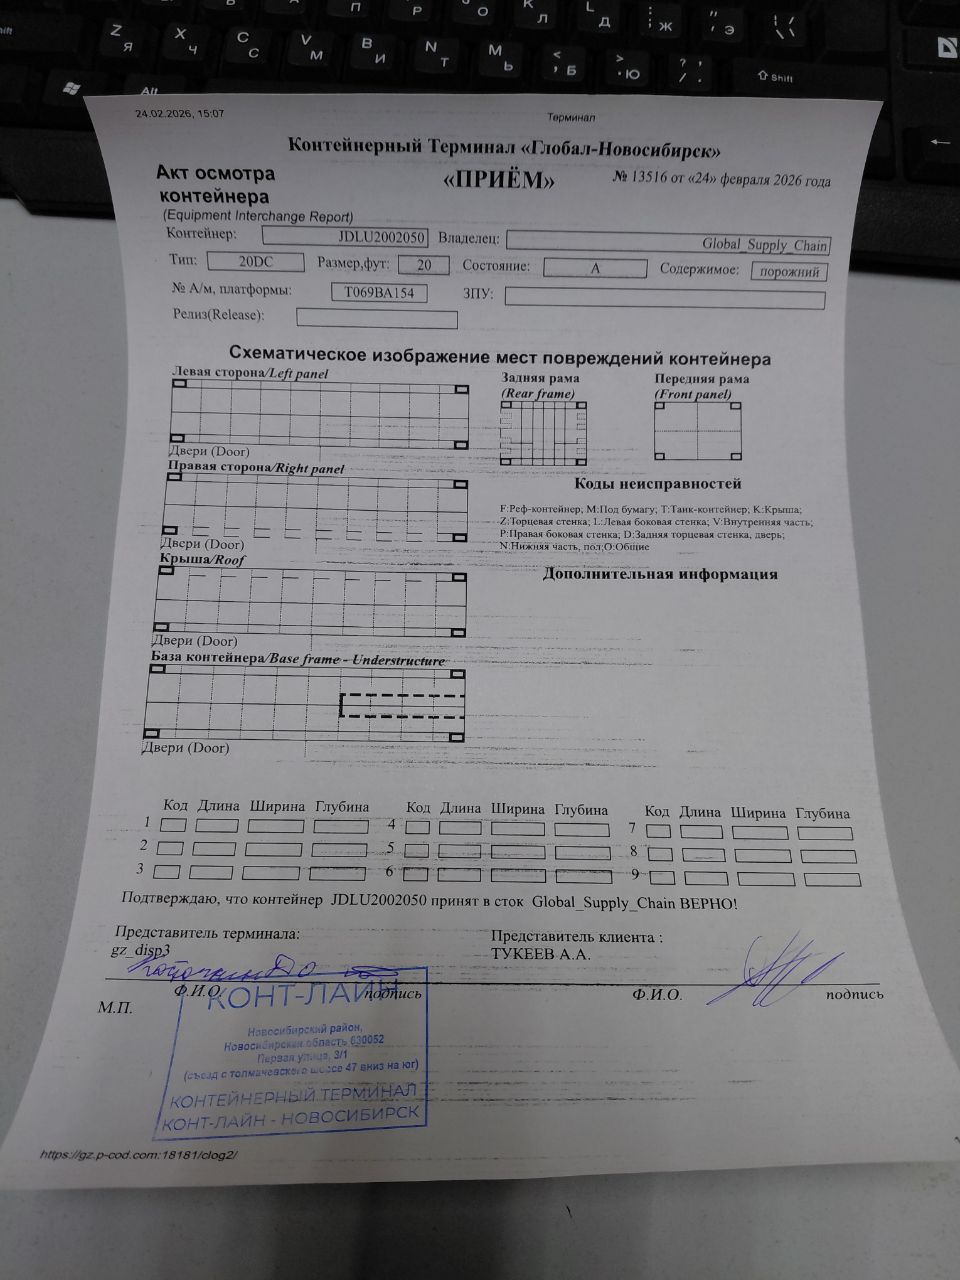 24.02.2026, 15:07
Терминал
Контейнерный Терминал «Глобал-Новосибирск»
Акт осмотра контейнера
«ПРИЁМ»
№ 13516 от «24» февраля 2026 года
(Equipment Interchange Report)
Контейнер: JDLU2002050 Владелец: Global_Supply_Chain
Тип: 20DC Размер,фут: 20 Состояние: A Содержимое: порожний
№ А/м, платформы: Т069ВА154 ЗПУ:
Релиз(Release):
Схематическое изображение мест повреждений контейнера
Левая сторона/Left panel
Двери (Door)
Правая сторона/Right panel
Двери (Door)
Крыша/Roof
Двери (Door)
База контейнера/Base frame - Understructure
Двери (Door)
Задняя рама
(Rear frame)
Передняя рама
(Front panel)
Коды неисправностей
F:Реф-контейнер, M:Под бумагу; T:Танк-контейнер, K:Крыша;
Z:Торцевая стенка; L:Левая боковая стенка; V:Внутренняя часть;
P:Правая боковая стенка; D:Задняя торцевая стенка, дверь;
N:Нижняя часть, пол;O:Общие
Дополнительная информация
Код Длина Ширина Глубина Код Длина Ширина Глубина Код Длина Ширина Глубина
1 4 7
2 5 8
3 6 9
Подтверждаю, что контейнер JDLU2002050 принят в сток Global_Supply_Chain ВЕРНО!
Представитель терминала:
gz_disp3
Ф.И.О. подпись
М.П.
Представитель клиента :
ТУКЕЕВ А.А.
Ф.И.О. подпись
КОНТ-ЛАЙН
Новосибирский район,
Новосибирская область 630052
Первая улица, 3/1
(съезд с толмачевского шоссе 47 вниз на юг)
КОНТЕЙНЕРНЫЙ ТЕРМИНАЛ
КОНТ-ЛАЙН - НОВОСИБИРСК
https://gz.p-cod.com:18181/clog2/